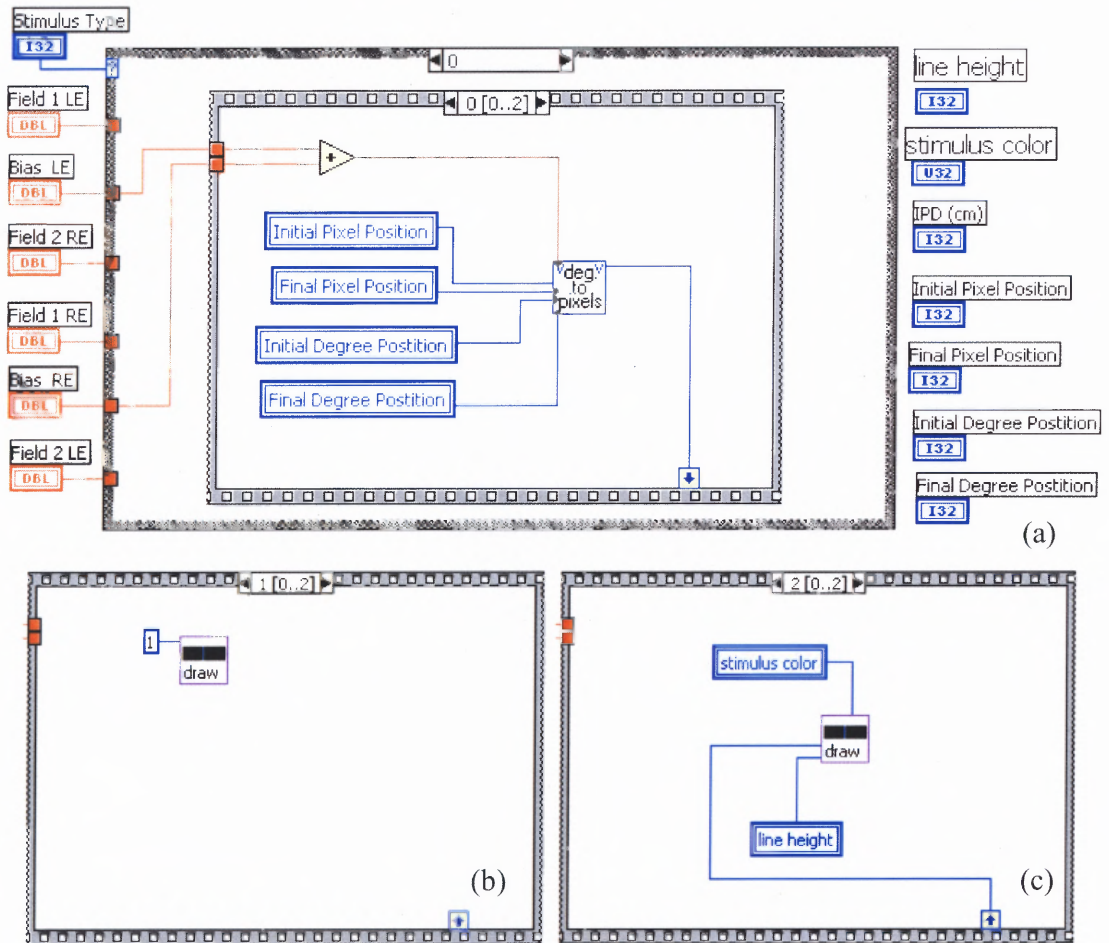 Stimulus Type
I32
?
0
line height
I32
Field 1 LE
DBL
0 [0..2]
stimulus color
U32
Bias LE
DBL
+
IPD (cm)
I32
Field 2 RE
DBL
Initial Pixel Position
Final Pixel Position
deg.
to
pixels
Initial Pixel Position
I32
Field 1 RE
DBL
Initial Degree Postition
Final Pixel Position
I32
Bias RE
DBL
Final Degree Postition
Initial Degree Postition
I32
Field 2 LE
DBL
Final Degree Postition
I32
(a)
1 [0..2]
1
draw
(b)
2 [0..2]
stimulus color
draw
line height
(c)